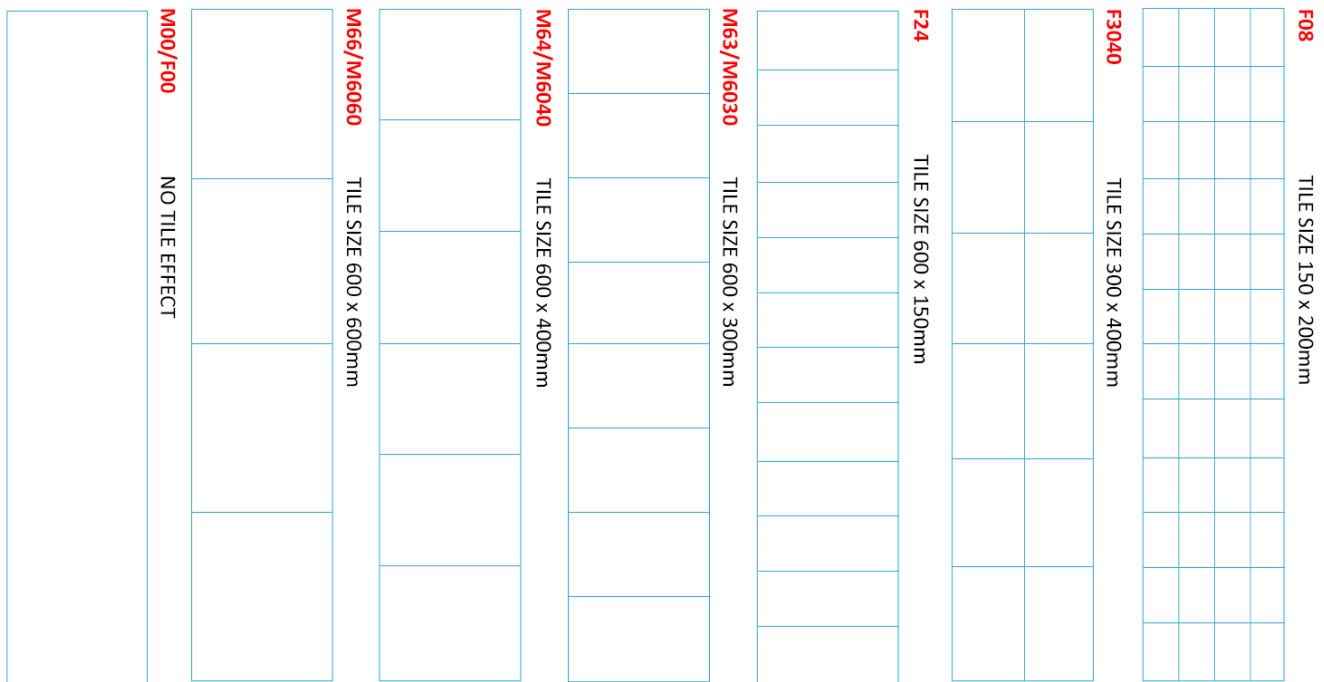 F08 TILE SIZE 150 x 200mm
F3040 TILE SIZE 300 x 400mm
F24 TILE SIZE 600 x 150mm
M63/M6030 TILE SIZE 600 x 300mm
M64/M6040 TILE SIZE 600 x 400mm
M66/M6060 TILE SIZE 600 x 600mm
M00/F00 NO TILE EFFECT